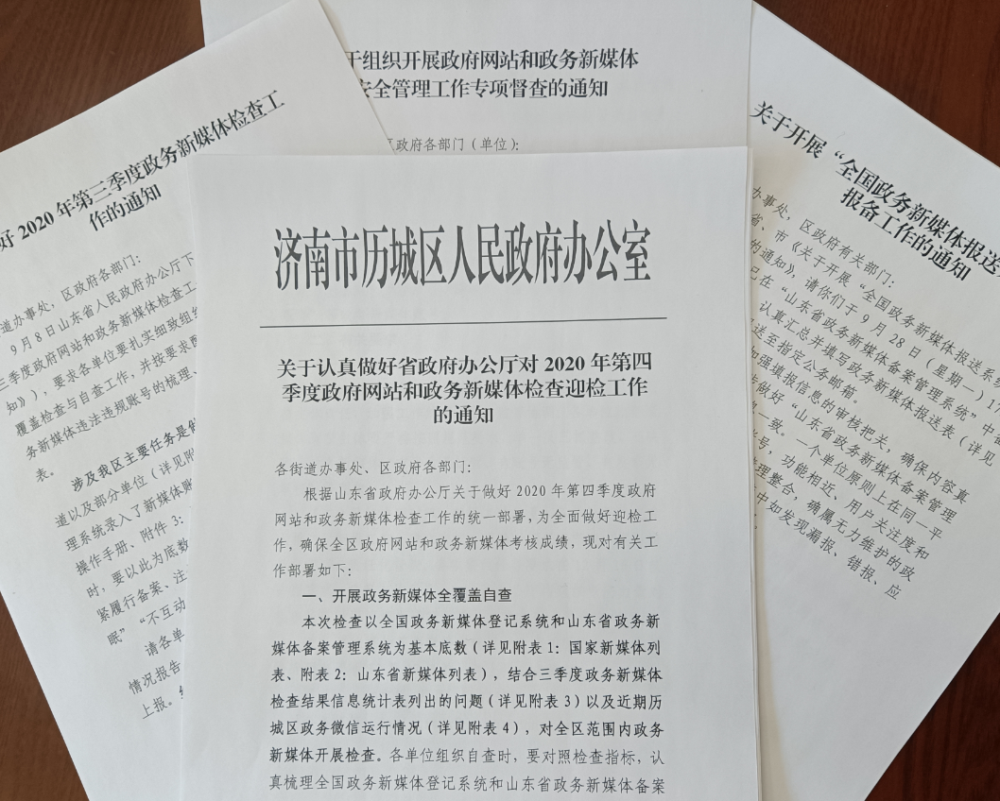 于组织开展政府网站和政务新媒体
安全管理工作专项督查的通知
区政府各部门（单位）：
好 2020 年第三季度政务新媒体检查工
作的通知
道办事处，区政府各部门：
9月8日山东省人民政府办公厅下
三季度政府网站和政务新媒体检查工
知》），要求各单位要扎实细致组织
覆盖检查与自查工作，并按要求
务新媒体违法违规账号的梳理、
表。
涉及我区主要任务是
道以及部分单位（详见附
理系统录入了新媒体账
操作手册、附件 3：
时，要以此为底数
紧履行备案、注
眠”“不互动
请各单
情况报告
上报。
济南市历城区人民政府办公室
关于认真做好省政府办公厅对 2020 年第四
季度政府网站和政务新媒体检查迎检工作
的通知
各街道办事处、区政府各部门：
根据山东省政府办公厅关于做好 2020 年第四季度政府
网站和政务新媒体检查工作的统一部署，为全面做好迎检工
作，确保全区政府网站和政务新媒体考核成绩，现对有关工
作部署如下：
一、开展政务新媒体全覆盖自查
本次检查以全国政务新媒体登记系统和山东省政务新
媒体备案管理系统为基本底数（详见附表 1：国家新媒体列
表、附表 2：山东省新媒体列表），结合三季度政务新媒体
检查结果信息统计表列出的问题（详见附表 3）以及近期历
城区政务微信运行情况（详见附表 4），对全区范围内政务
新媒体开展检查。各单位组织自查时，要对照检查指标，认
真梳理全国政务新媒体登记系统和山东省政务新媒体备案
关于开展“全国政务新媒体报送
报备工作的通知
办事处，区政府有关部门：
省、市《关于开展“全国政务新媒体报送系统
的通知》，请你们于 9 月 28 日（星期一）17
已在“山东省政务新媒体备案管理系统”中
，认真汇总并填写政务新媒体报送表（详见
送至指定公务邮箱。
加强填报信息的审核把关，确保内容真
做好“山东省政务新媒体备案管理
一致。一个单位原则上在同一平
号，功能相近、用户关注度和
理整合，确属无力维护的政
中如发现漏报、错报、应